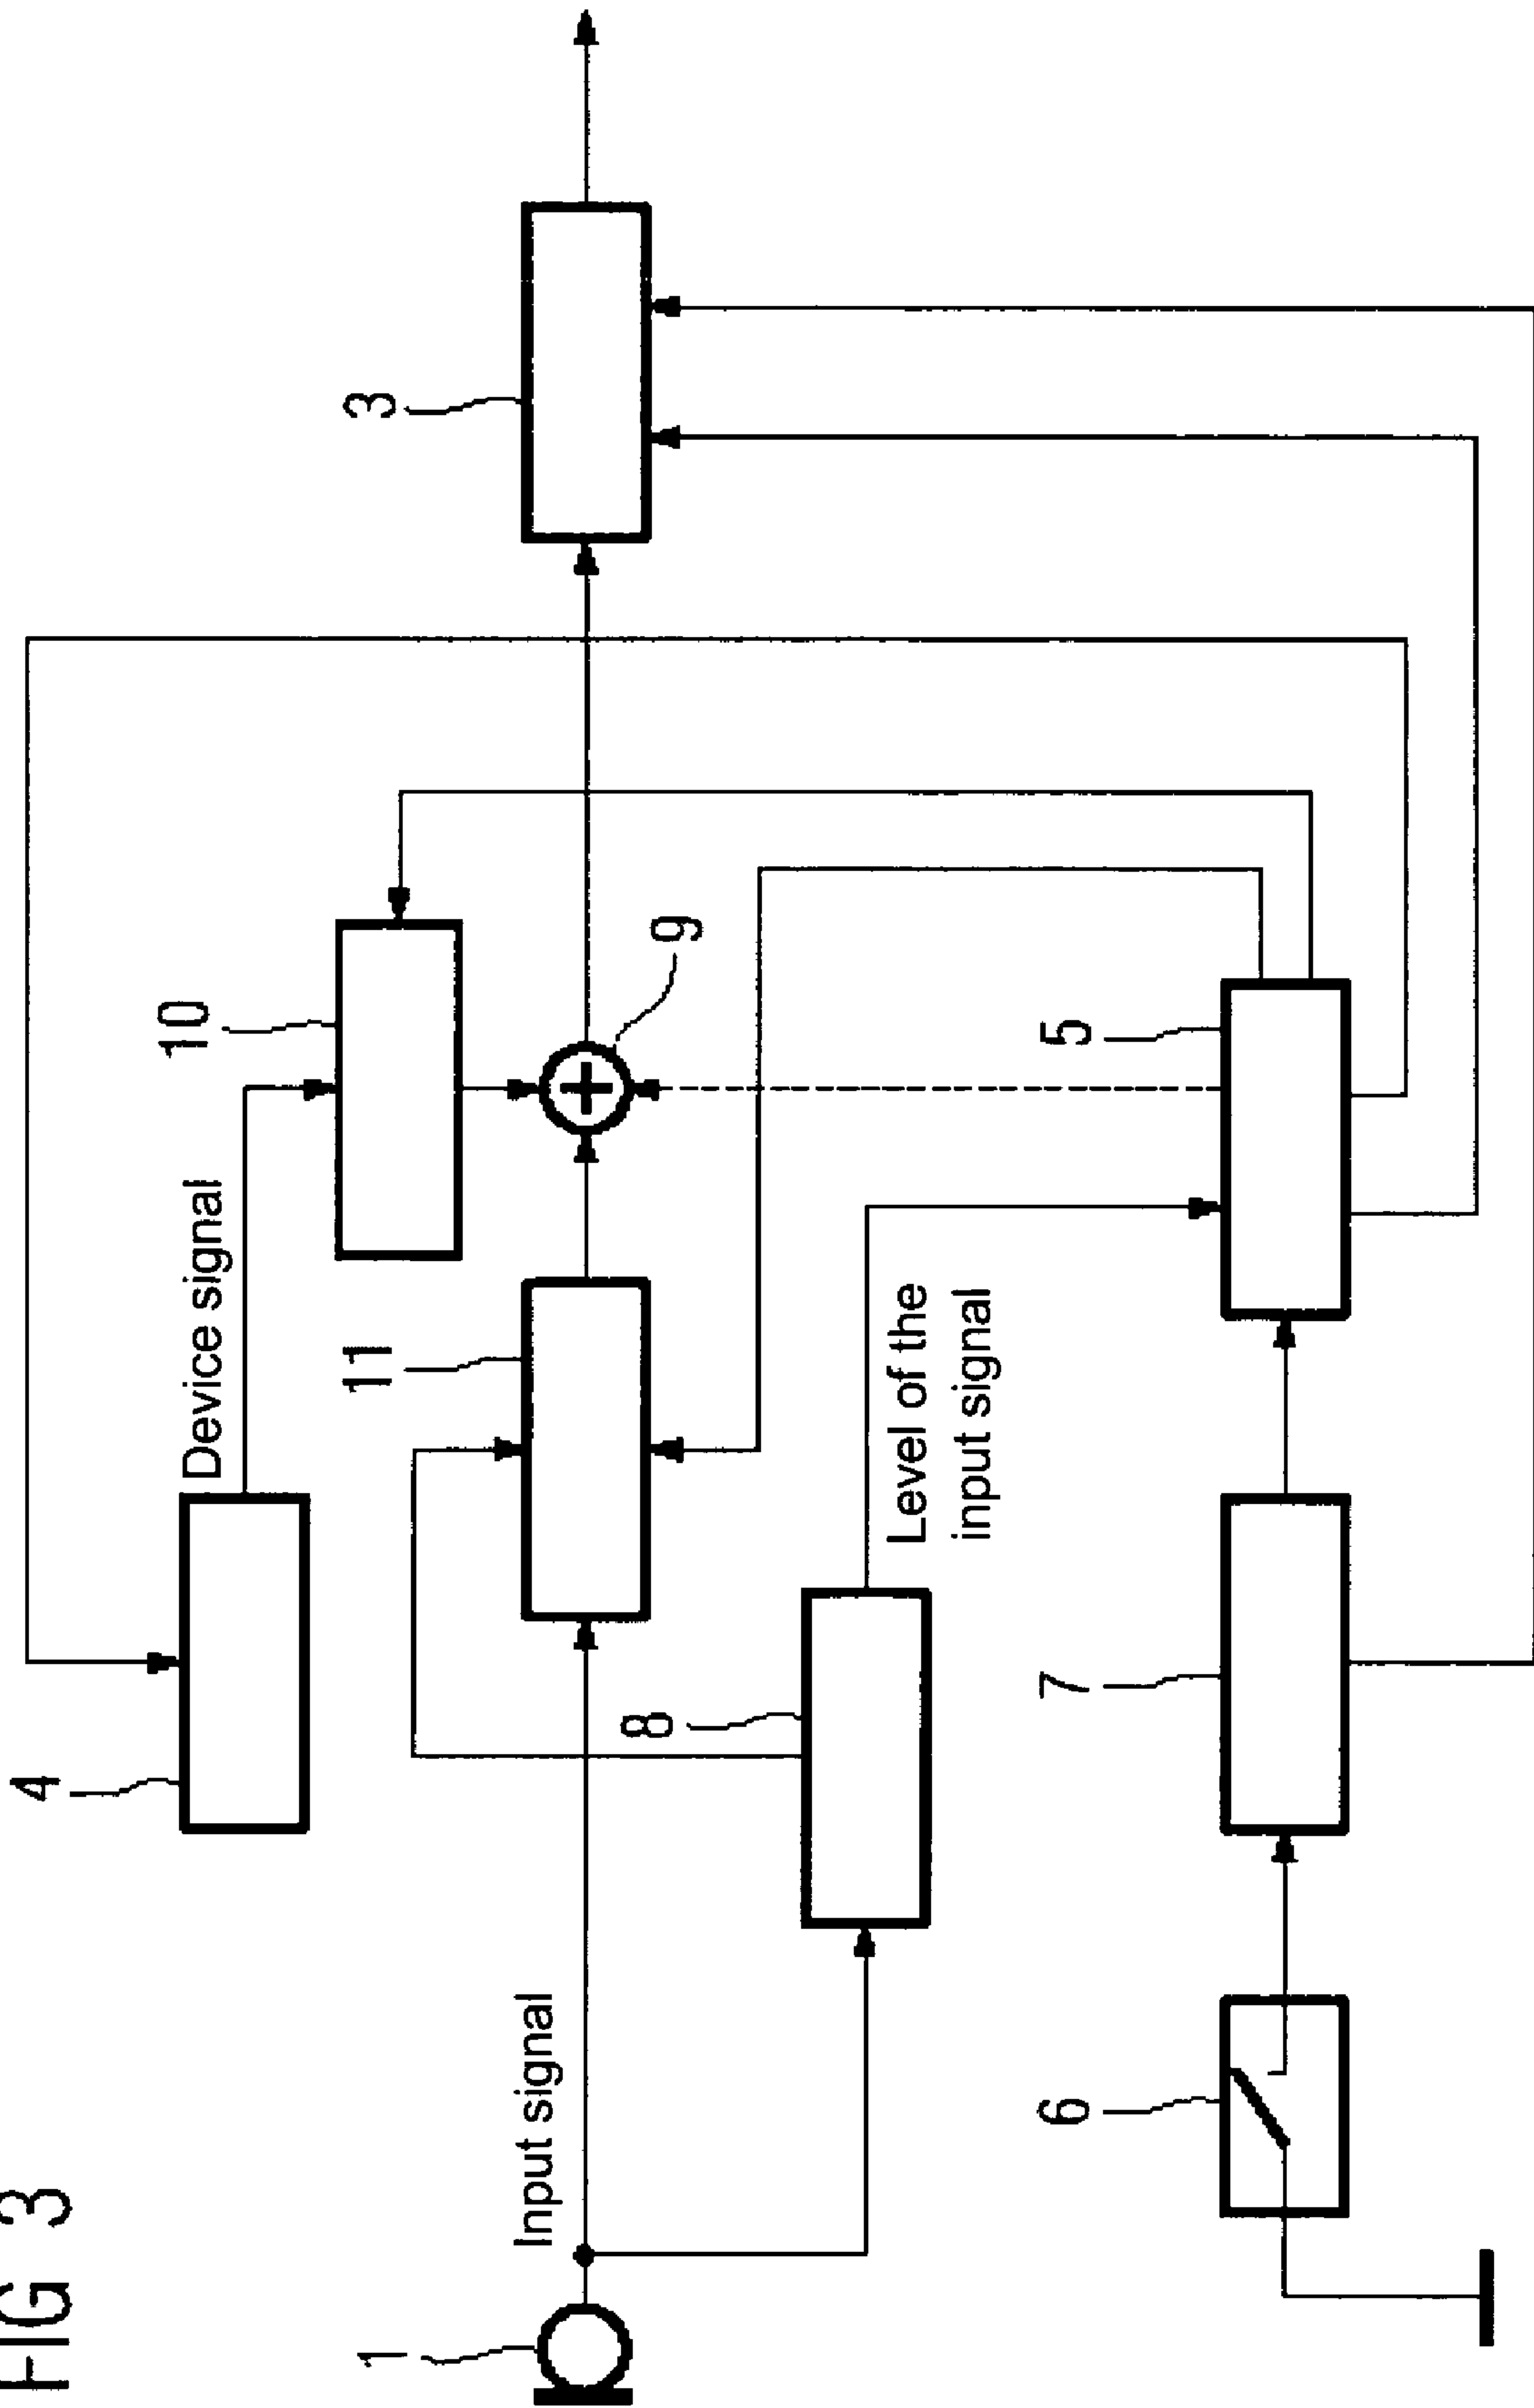 FIG 3
4
Device signal
10
3
1
Input signal
11
9
8
Level of the
input signal
6
7
5